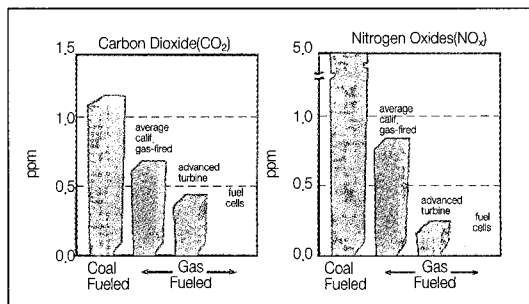 Carbon Dioxide(CO₂)
1.5
1.0
0.5
0.0
ppm
average
calif.
gas-fired
advanced
turbine
fuel
cells
Coal
Fueled
Gas
Fueled
Nitrogen Oxides(NOₓ)
5.0
1.0
0.5
0.0
ppm
average
calif.
gas-fired
advanced
turbine
fuel
cells
Coal
Fueled
Gas
Fueled